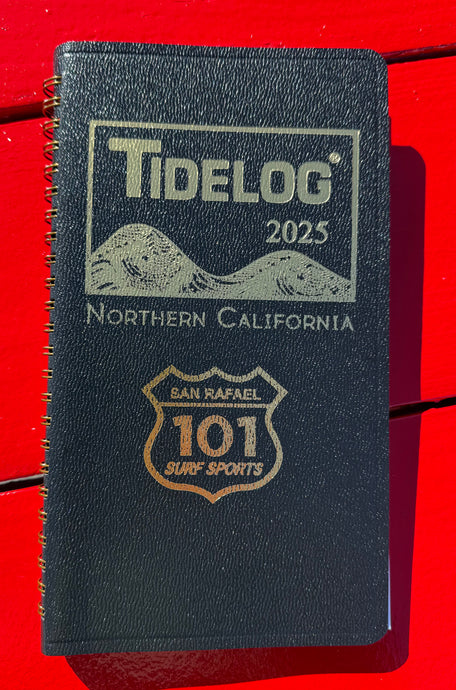 TIDELOG®
2025
NORTHERN CALIFORNIA
SAN RAFAEL
101
SURF SPORTS